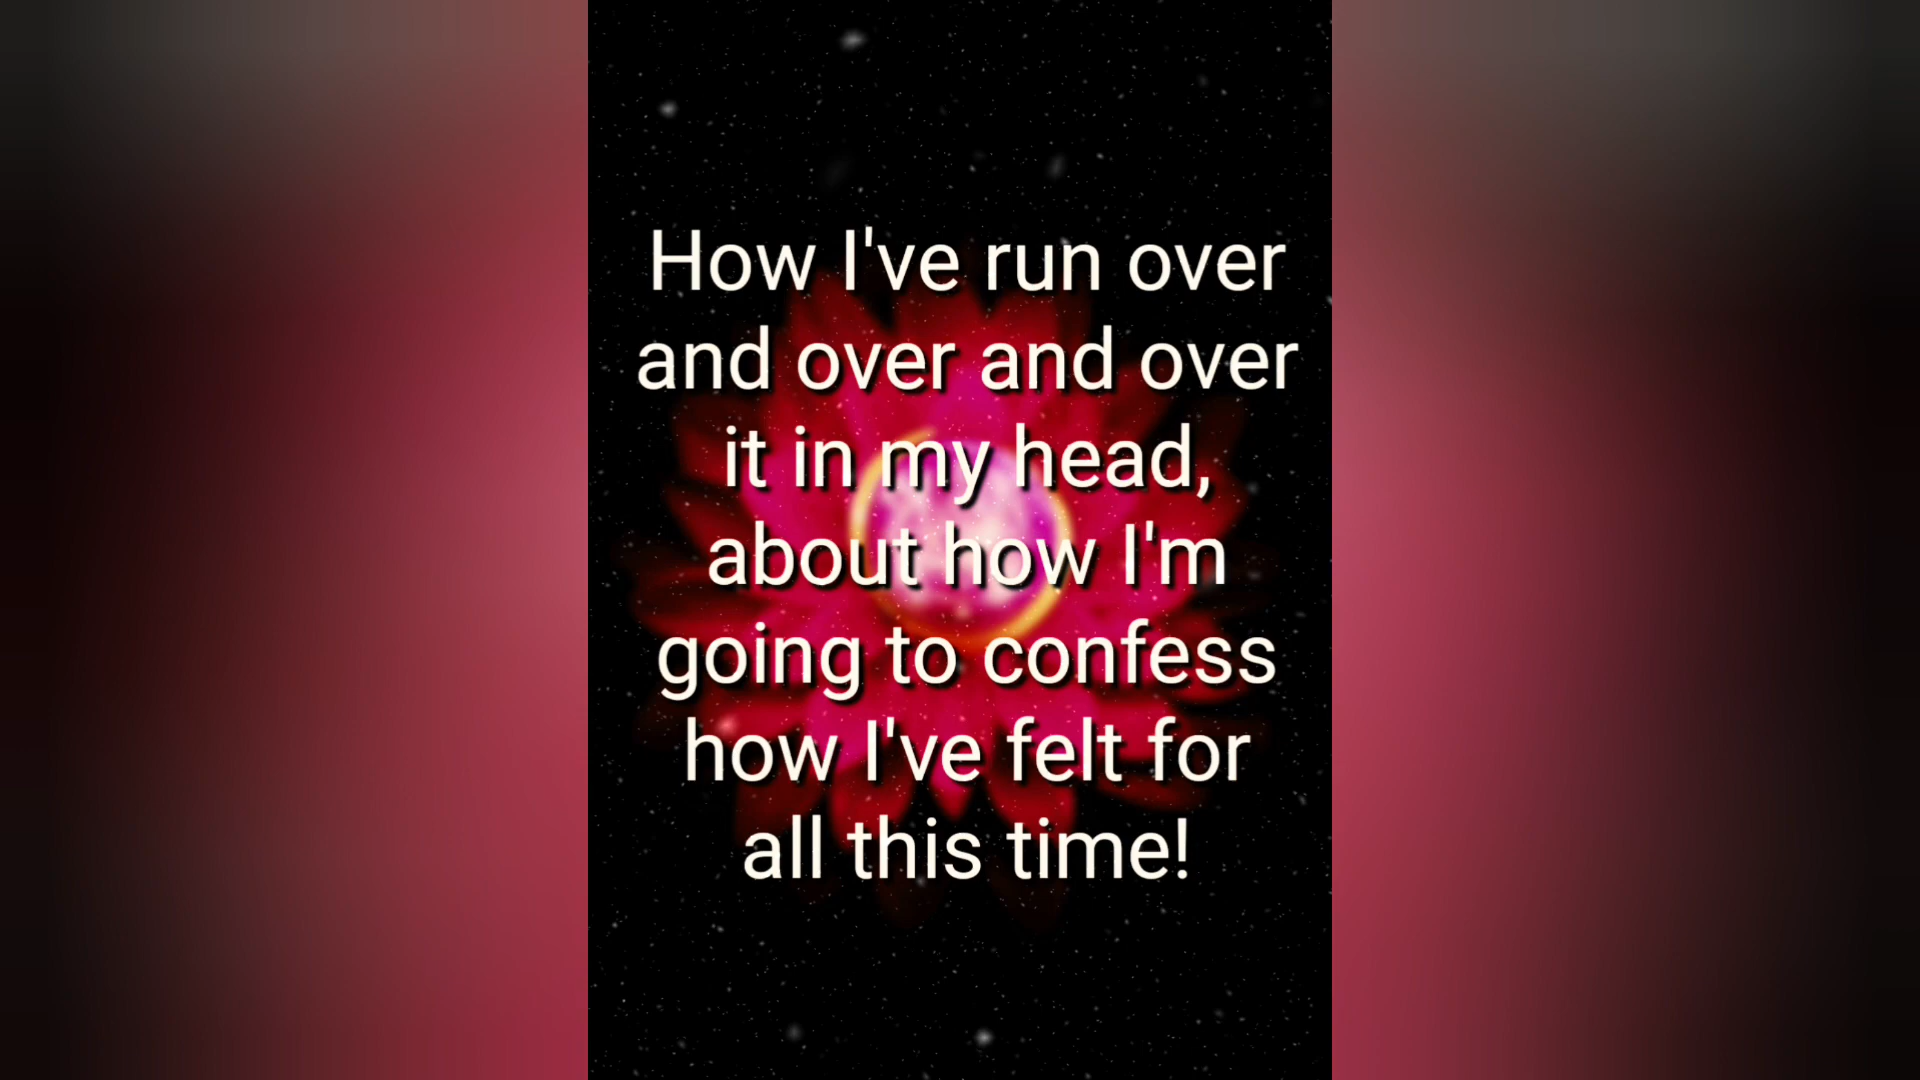 How I've run over
and over and over
it in my head,
about how I'm
going to confess
how I've felt for
all this time!